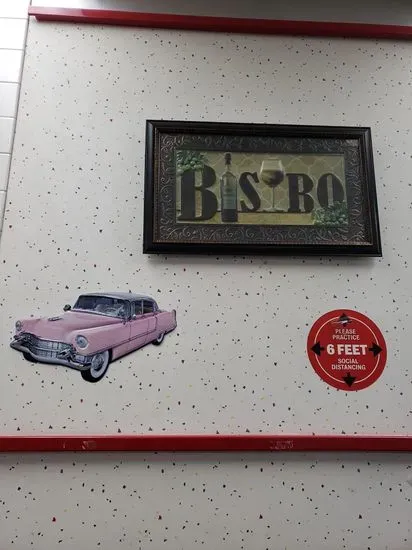 BISTRO
PLEASE
PRACTICE
6 FEET
SOCIAL
DISTANCING